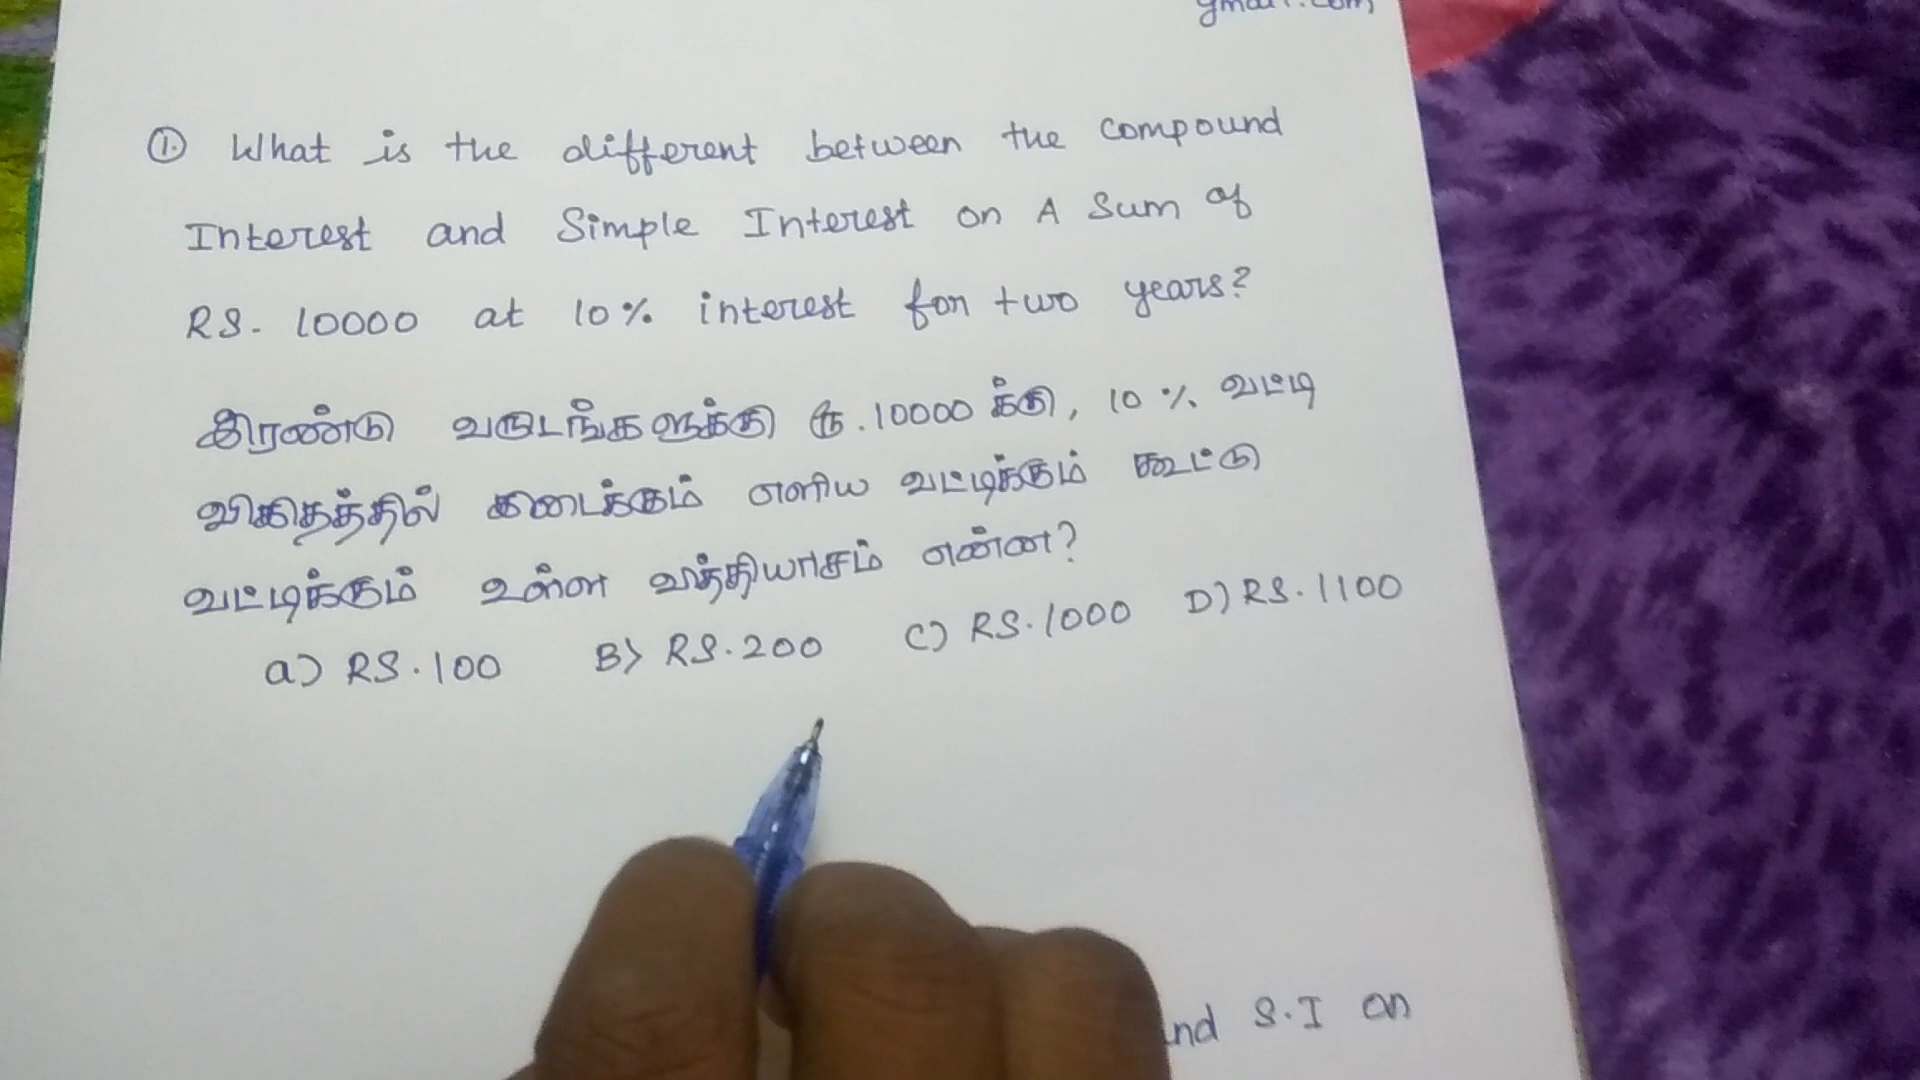 gmail.com
①. What is the different between the compound
Interest and Simple Interest on A Sum of
RS. 10000 at 10% interest for two years?
இரண்டு வருடங்களுக்கு ரூ. 10000 க்கு, 10 % வட்டி
விகிதத்தில் கிடைக்கும் எளிய வட்டிக்கும் கூட்டு
வட்டிக்கும் உள்ள வித்தியாசம் என்ன?
a) RS. 100 B) RS. 200 C) RS. 1000 D) RS. 1100
S.I on